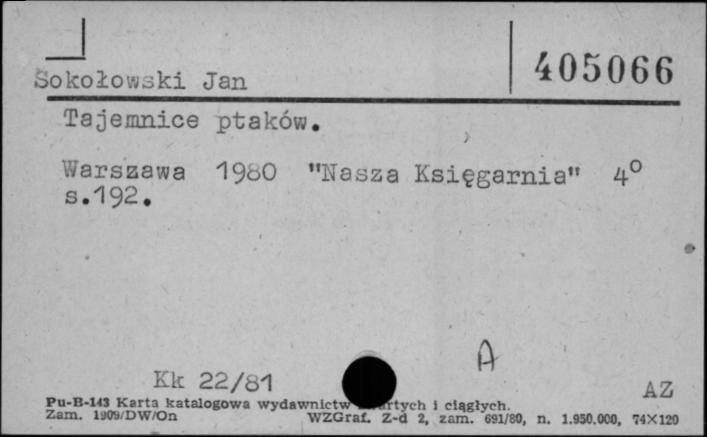 405066
Sokołowski Jan
Tajemnice ptaków.
Warszawa 1980 "Nasza Księgarnia" 4°
s.192.
A
Kk 22/81
AZ
Pu-B-143 Karta katalogowa wydawnictw i ciągłych.
Zam. 1909/DW/On WZGraf. Z-d 2, zam. 691/80, n. 1.950.000, 74X120